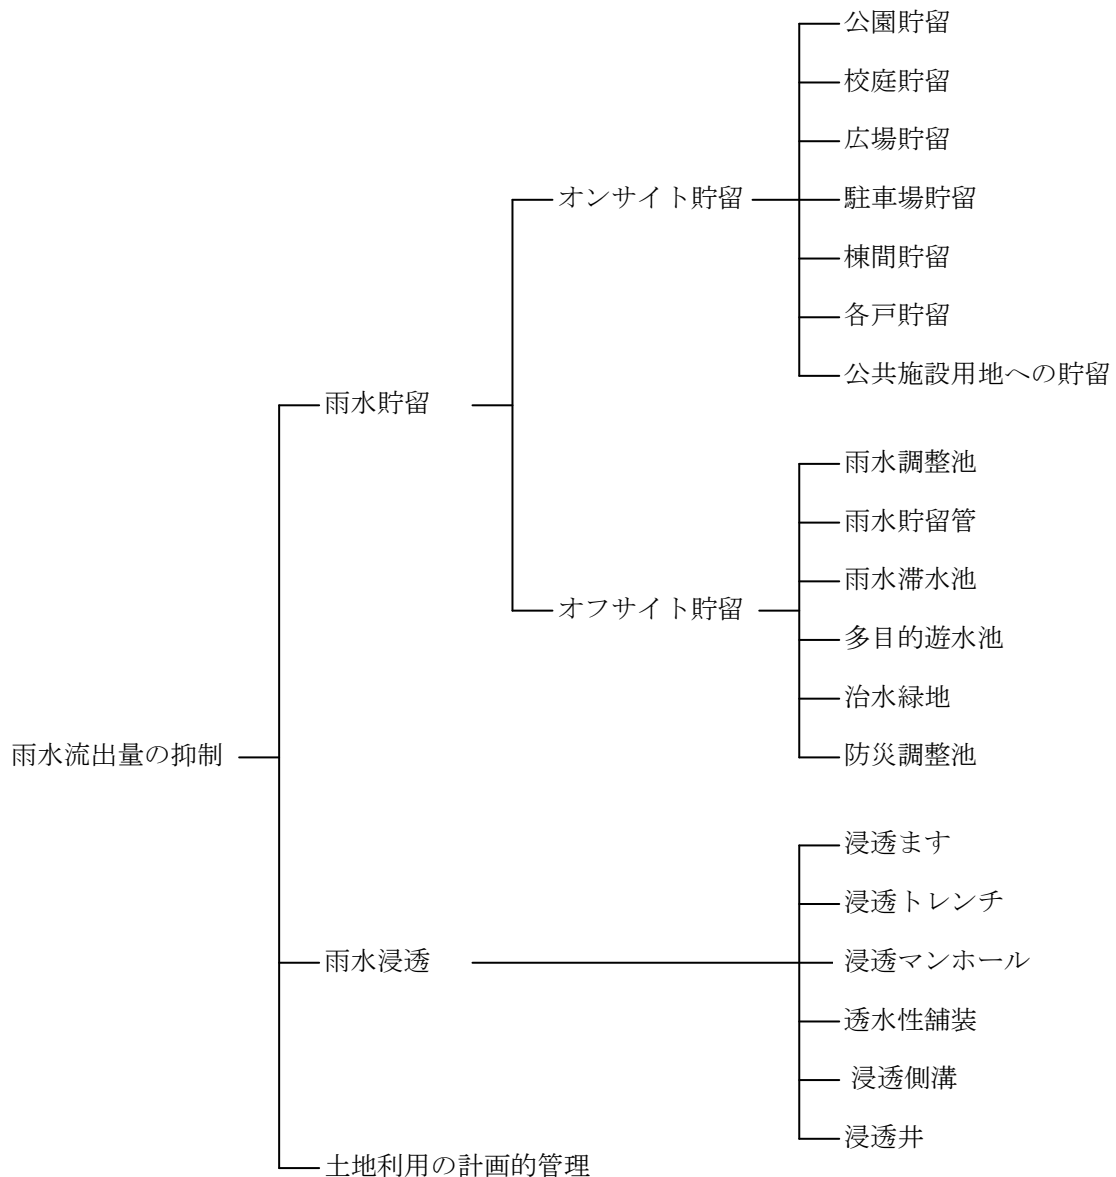 公園貯留
校庭貯留
広場貯留
オンサイト貯留
駐車場貯留
棟間貯留
各戸貯留
公共施設用地への貯留
雨水貯留
雨水調整池
雨水貯留管
雨水滞水池
オフサイト貯留
多目的遊水池
治水緑地
雨水流出量の抑制
防災調整池
浸透ます
浸透トレンチ
雨水浸透
浸透マンホール
透水性舗装
浸透側溝
浸透井
土地利用の計画的管理